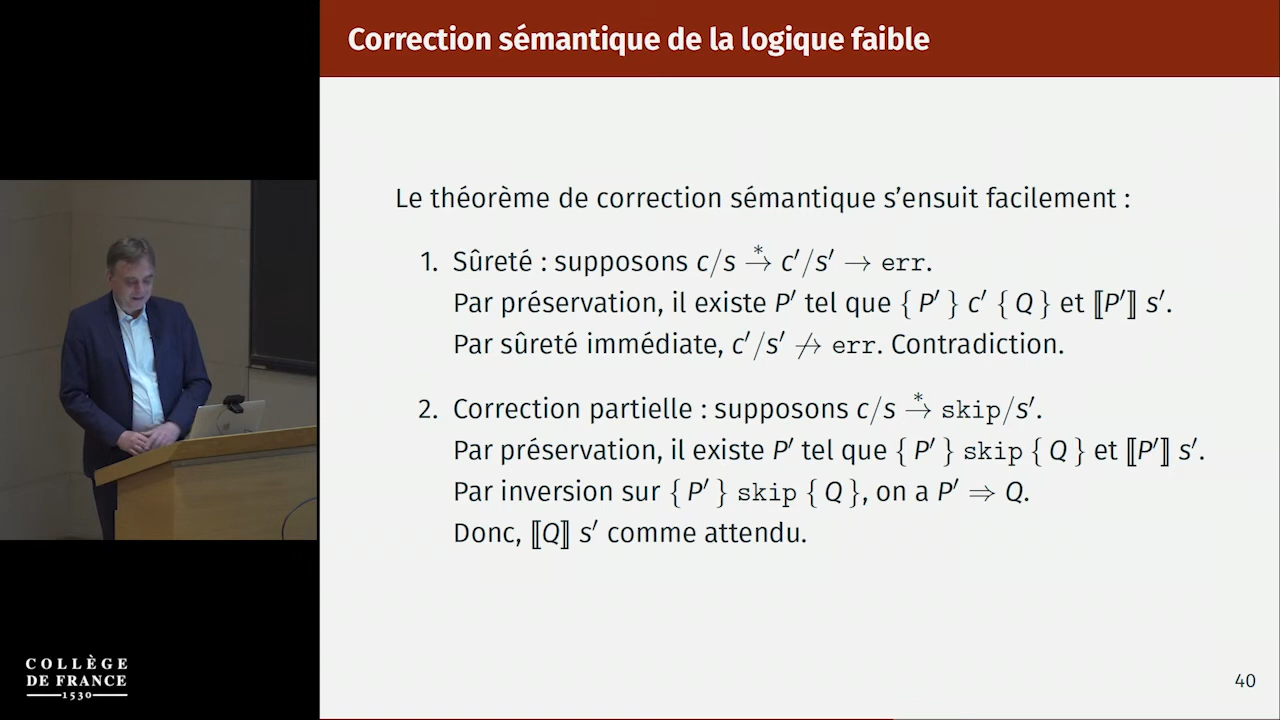 Correction sémantique de la logique faible
Le théorème de correction sémantique s’ensuit facilement :
1. Sûreté : supposons c/s →* c′/s′ → err.
Par préservation, il existe P′ tel que { P′ } c′ { Q } et ⟦P′⟧ s′.
Par sûreté immédiate, c′/s′ ↛ err. Contradiction.
2. Correction partielle : supposons c/s →* skip/s′.
Par préservation, il existe P′ tel que { P′ } skip { Q } et ⟦P′⟧ s′.
Par inversion sur { P′ } skip { Q }, on a P′ ⇒ Q.
Donc, ⟦Q⟧ s′ comme attendu.
COLLÈGE
DE FRANCE
1530
40